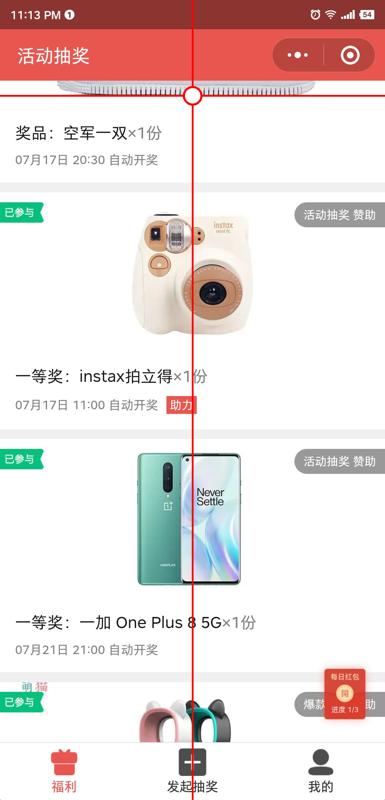 11:13 PM
54
活动抽奖
奖品：空军一双×1份
07月17日 20:30 自动开奖
已参与
活动抽奖 赞助
instax
mini 7c
一等奖：instax拍立得×1份
07月17日 11:00 自动开奖 助力
已参与
活动抽奖 赞助
Never
Settle
ONEPLUS
一等奖：一加 One Plus 8 5G×1份
07月21日 21:00 自动开奖
萌猫
已参与
爆款
助
每日红包
進度 1/3
福利
发起抽奖
我的